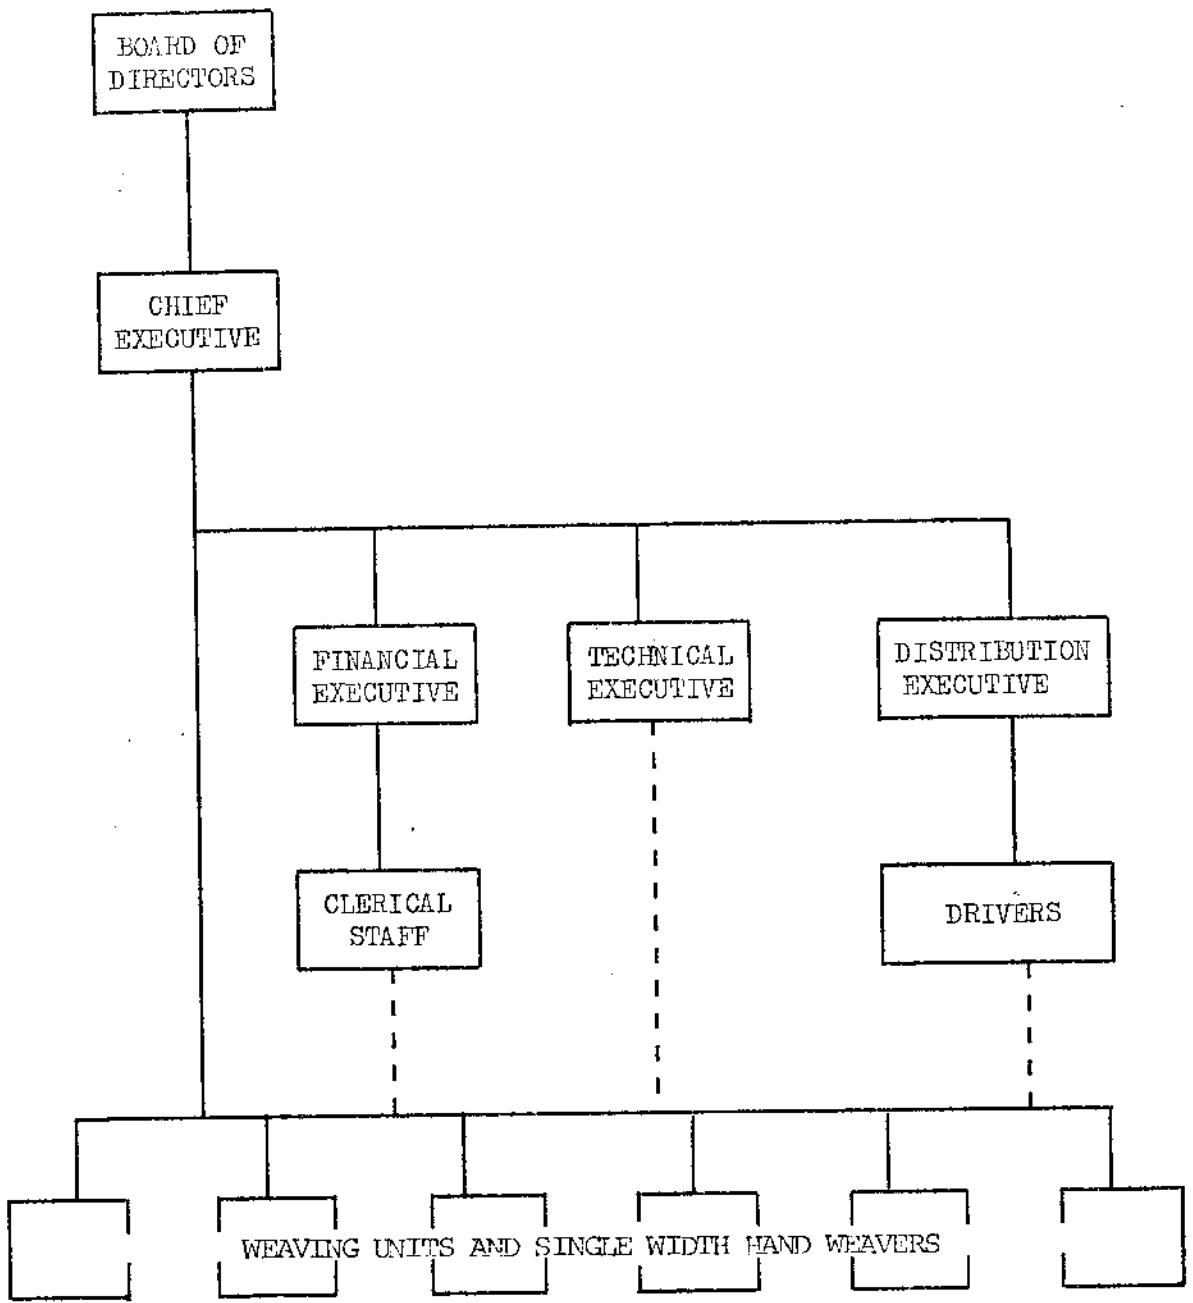 BOARD OF
DIRECTORS
CHIEF
EXECUTIVE
FINANCIAL
EXECUTIVE
TECHNICAL
EXECUTIVE
DISTRIBUTION
EXECUTIVE
CLERICAL
STAFF
DRIVERS
WEAVING UNITS AND SINGLE WIDTH HAND WEAVERS